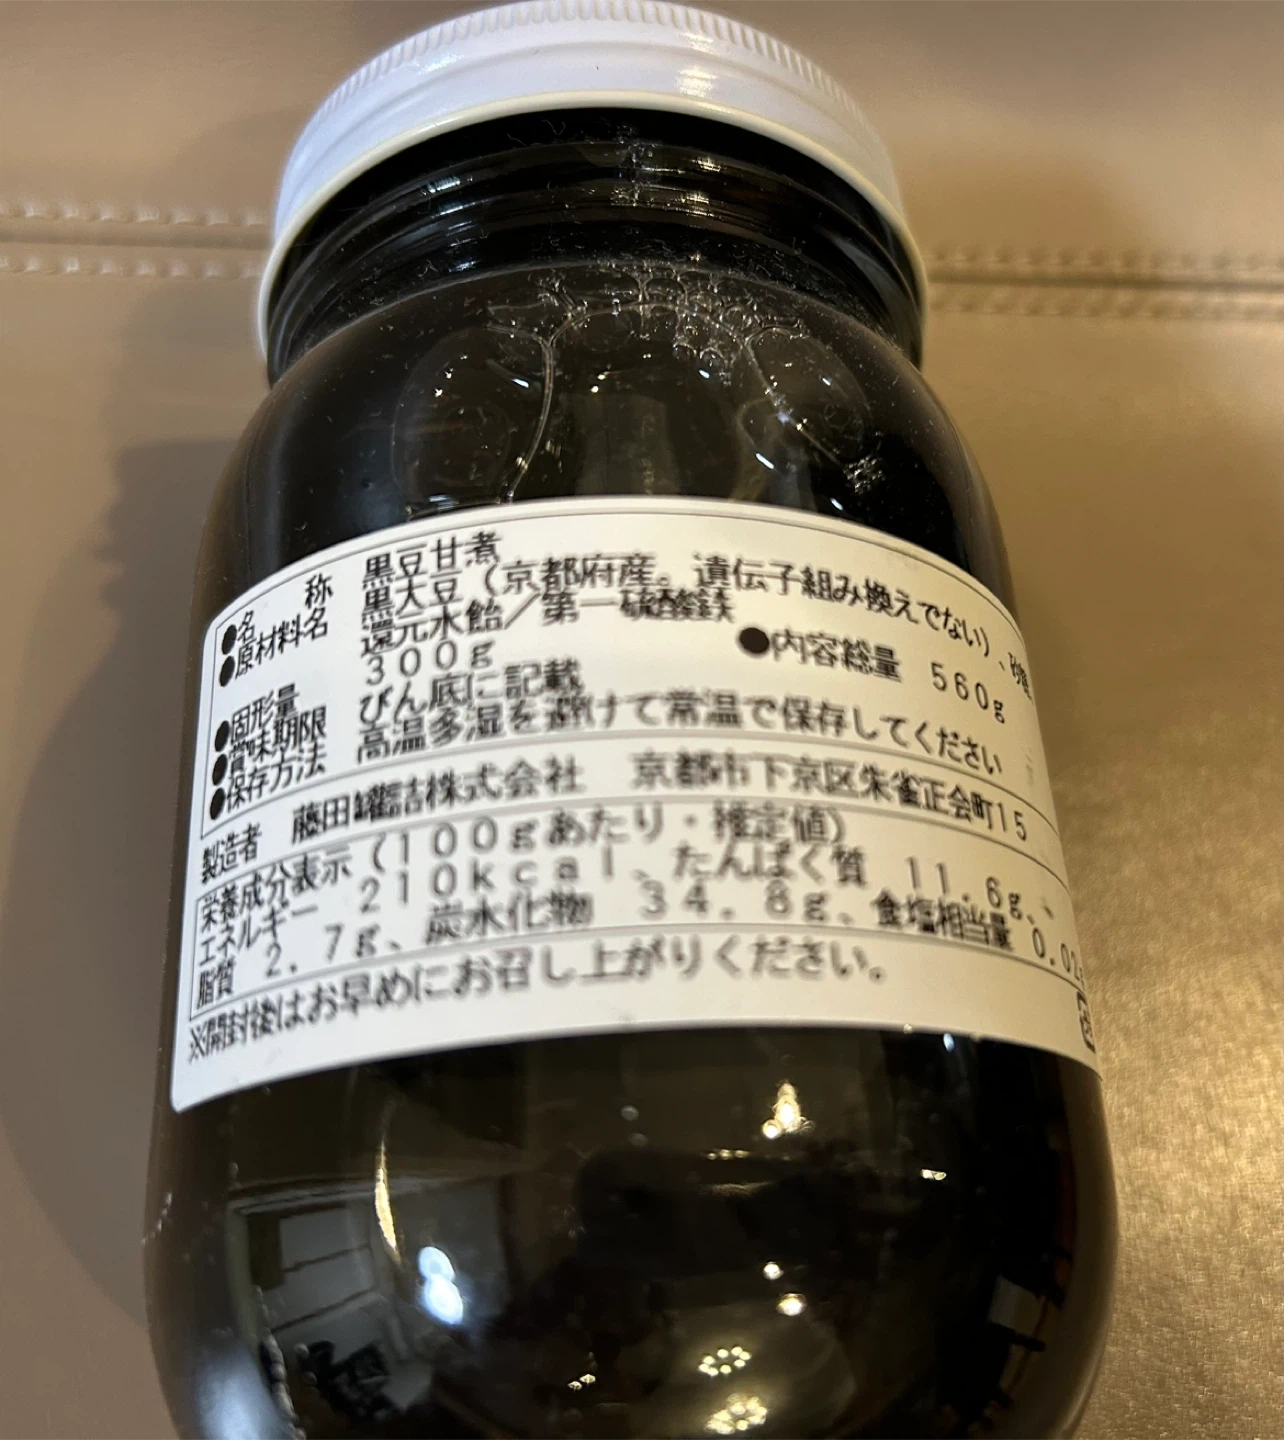 ●名　　称　黒豆甘煮
●原材料名　黒大豆（京都府産。遺伝子組み換えでない）、砂糖
還元水飴／第一硫酸鉄
●固形量　３００ｇ　●内容総量　５６０ｇ
●賞味期限　びん底に記載
●保存方法　高温多湿を避けて常温で保存してください
製造者　藤田罐詰株式会社　京都市下京区朱雀正会町15
栄養成分表示（１００ｇあたり・推定値）
エネルギー　２１０ｋｃａｌ、たんぱく質　１１．６ｇ、
脂質　２．７ｇ、炭水化物　３４．８ｇ、食塩相当量　０．０２
※開封後はお早めにお召し上がりください。